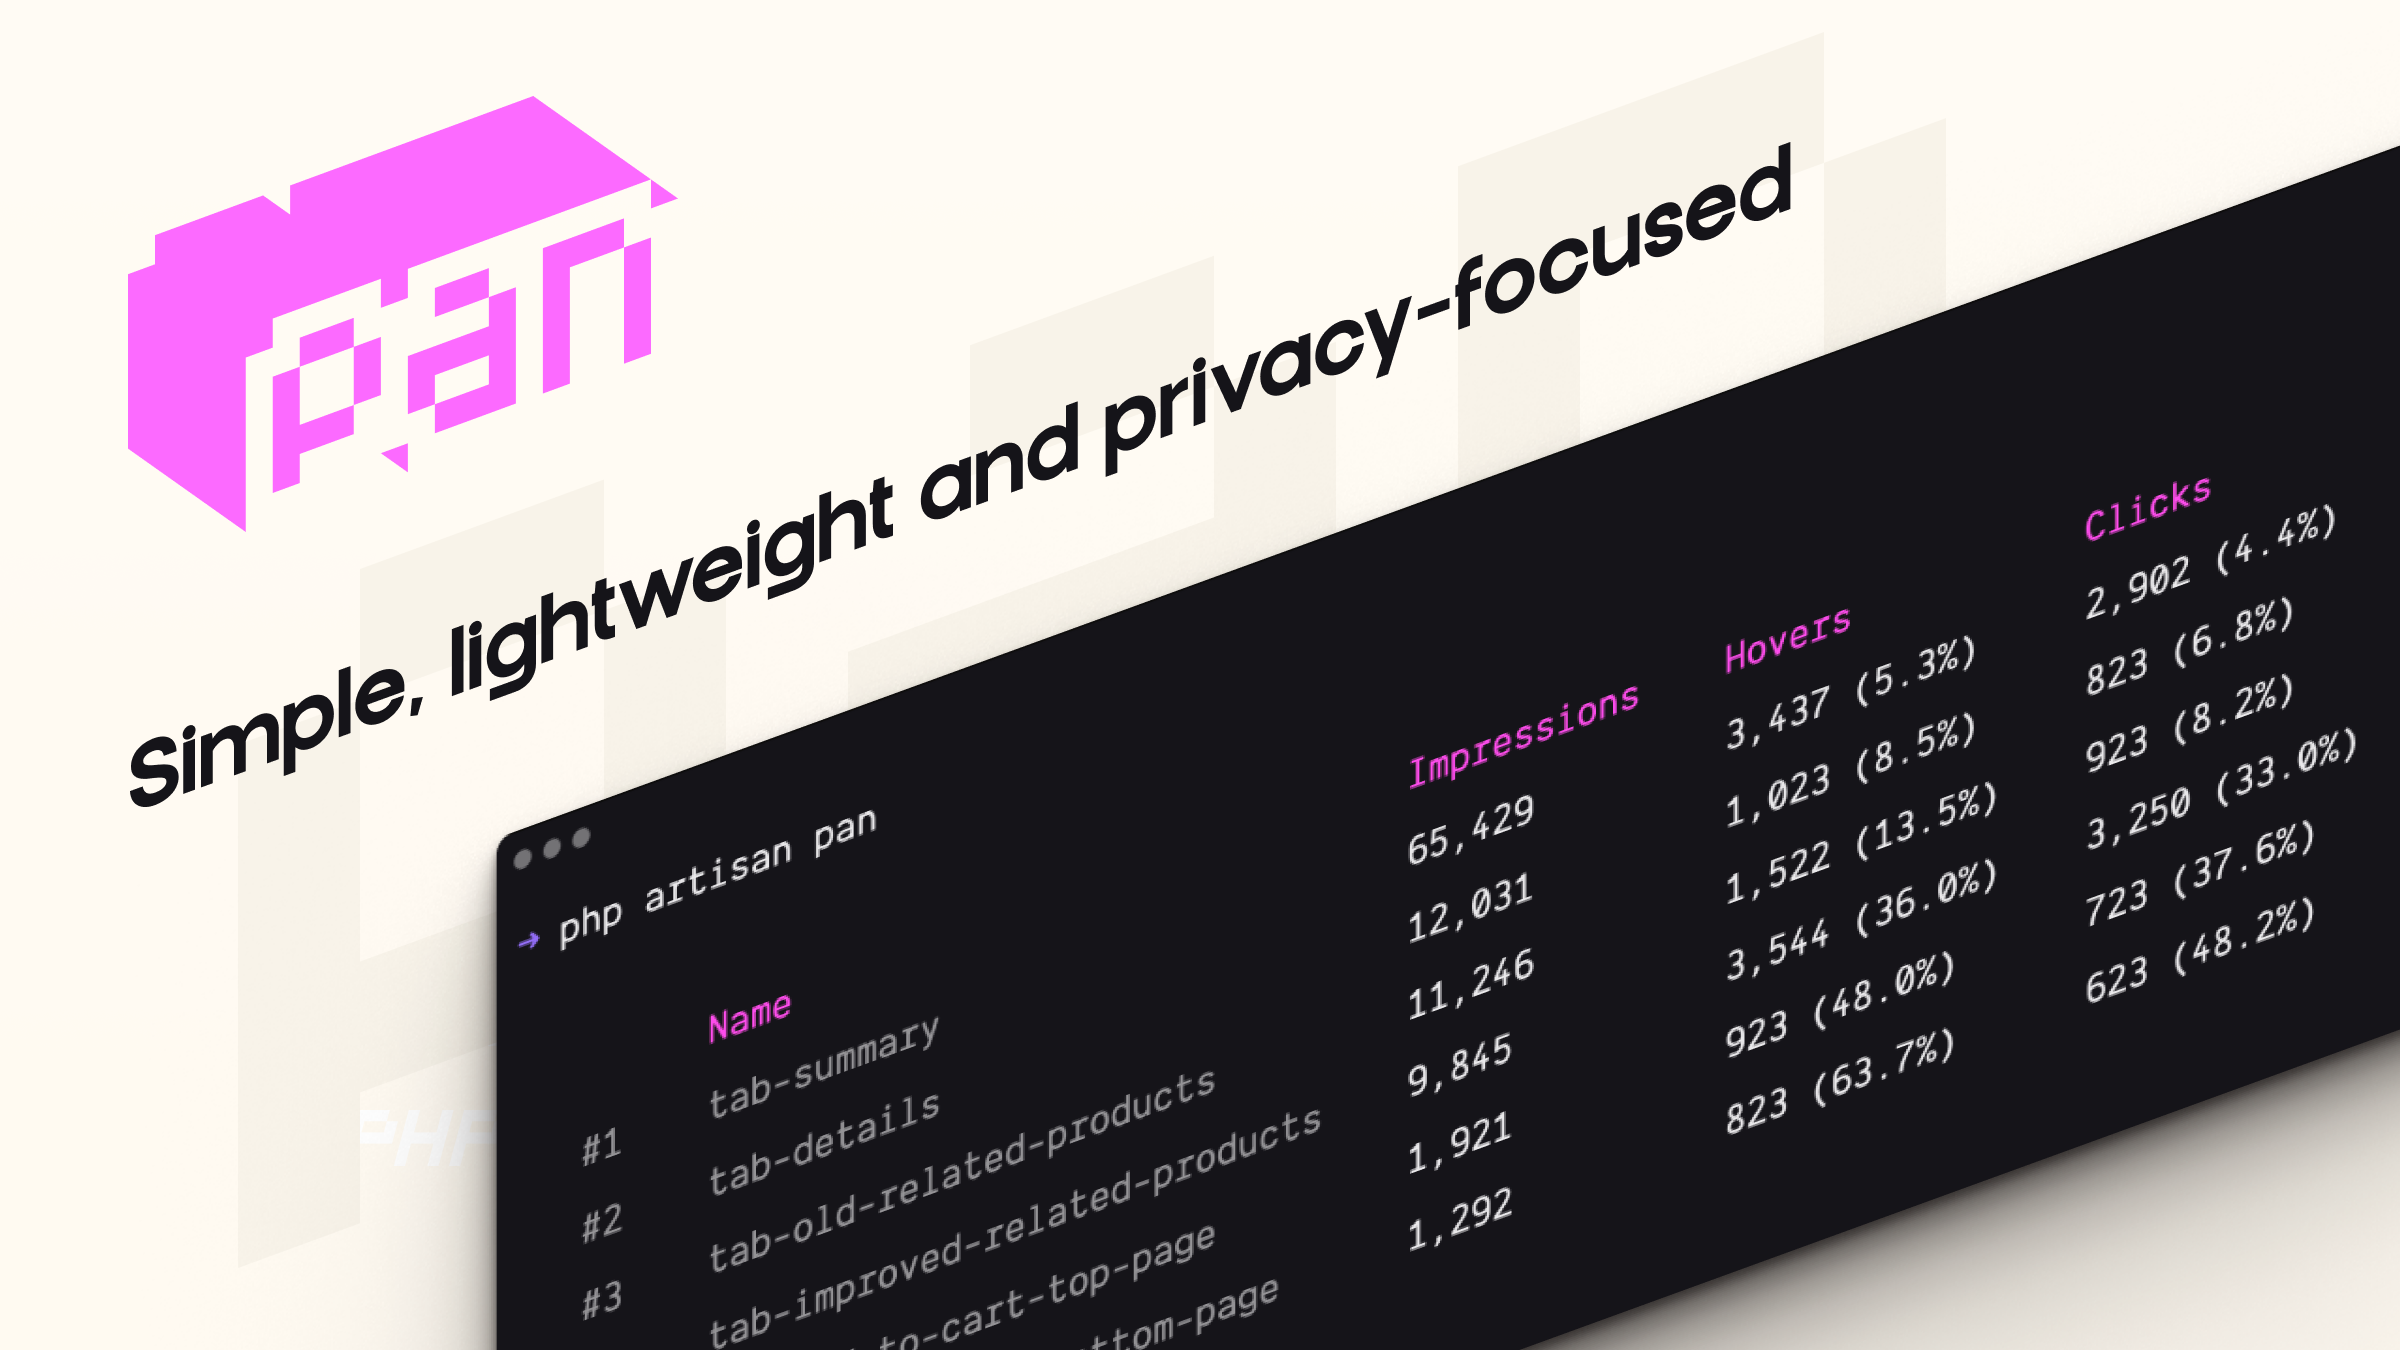 pan
Simple, lightweight and privacy-focused
→ php artisan pan
Name Impressions Hovers Clicks
#1 tab-summary 65,429 3,437 (5.3%) 2,902 (4.4%)
#2 tab-details 12,031 1,023 (8.5%) 823 (6.8%)
#3 tab-old-related-products 11,246 1,522 (13.5%) 923 (8.2%)
tab-improved-related-products 9,845 3,544 (36.0%) 3,250 (33.0%)
to-cart-top-page 1,921 923 (48.0%) 723 (37.6%)
1,292 823 (63.7%) 623 (48.2%)